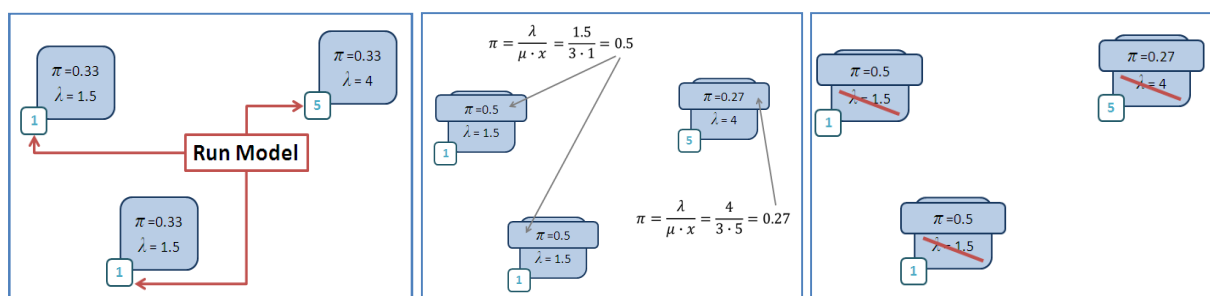 π =0.33
λ = 1.5
1
π =0.33
λ = 4
5
Run Model
π =0.33
λ = 1.5
1
π = λ / (μ · x) = 1.5 / (3 · 1) = 0.5
π =0.5
λ = 1.5
1
π =0.27
λ = 4
5
π =0.5
λ = 1.5
1
π = λ / (μ · x) = 4 / (3 · 5) = 0.27
π =0.5
λ = 1.5
1
π =0.27
λ = 4
5
π =0.5
λ = 1.5
1